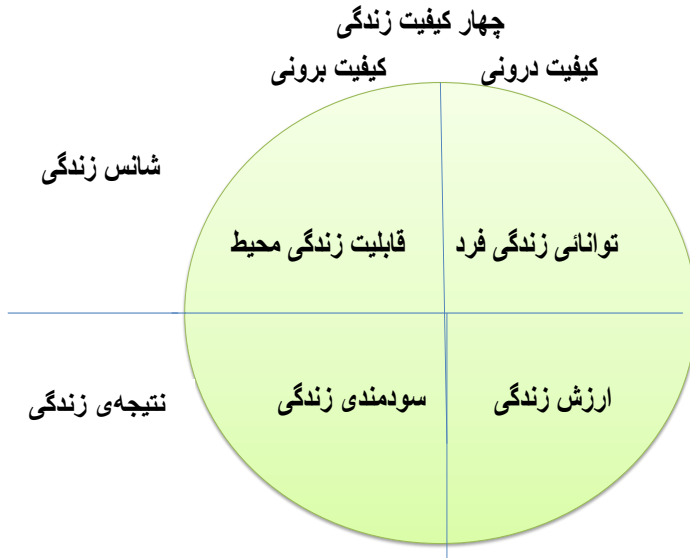 چهار کیفیت زندگی
کیفیت درونی کیفیت برونی
شانس زندگی
توانائی زندگی فرد قابلیت زندگی محیط
ارزش زندگی سودمندی زندگی نتیجه‌ی زندگی